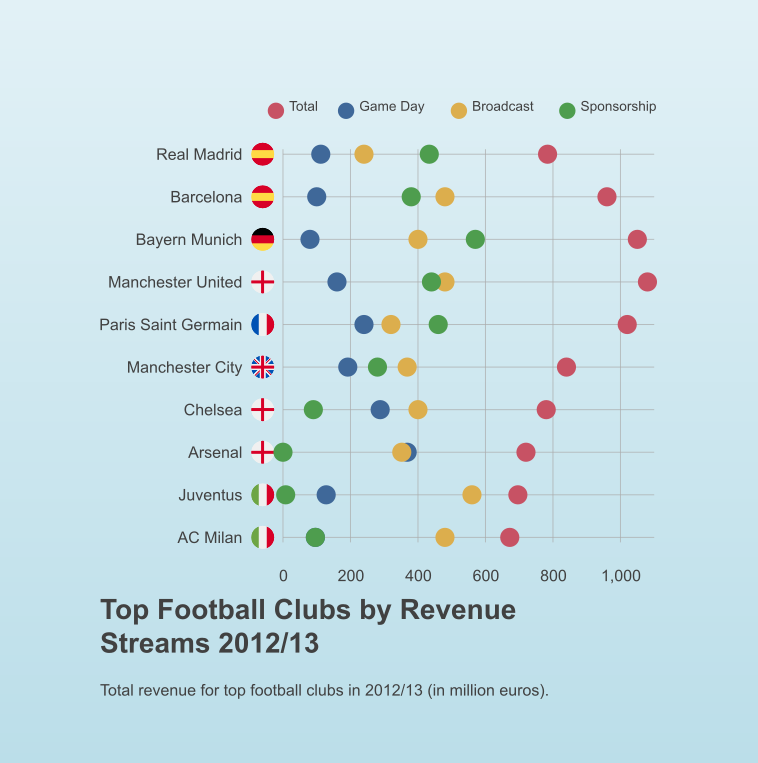 Total Game Day Broadcast Sponsorship
Real Madrid
Barcelona
Bayern Munich
Manchester United
Paris Saint Germain
Manchester City
Chelsea
Arsenal
Juventus
AC Milan
0 200 400 600 800 1,000
Top Football Clubs by Revenue
Streams 2012/13
Total revenue for top football clubs in 2012/13 (in million euros).